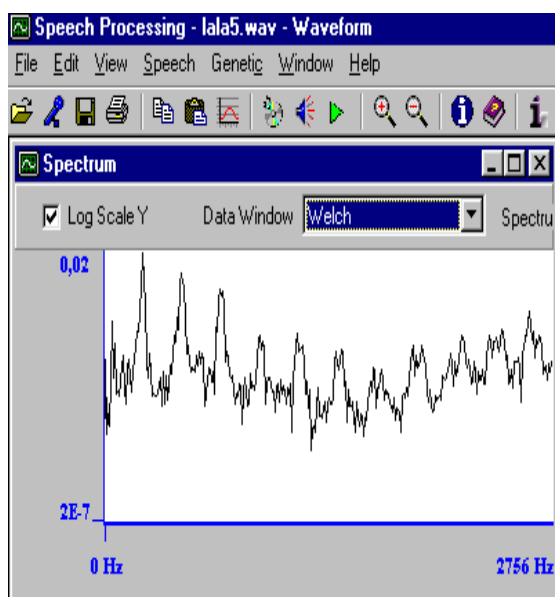 Speech Processing - lala5.wav - Waveform
File Edit View Speech Genetic Window Help
Spectrum
Log Scale Y Data Window Welch Spectru
0,02
2E-7
0 Hz 2756 Hz